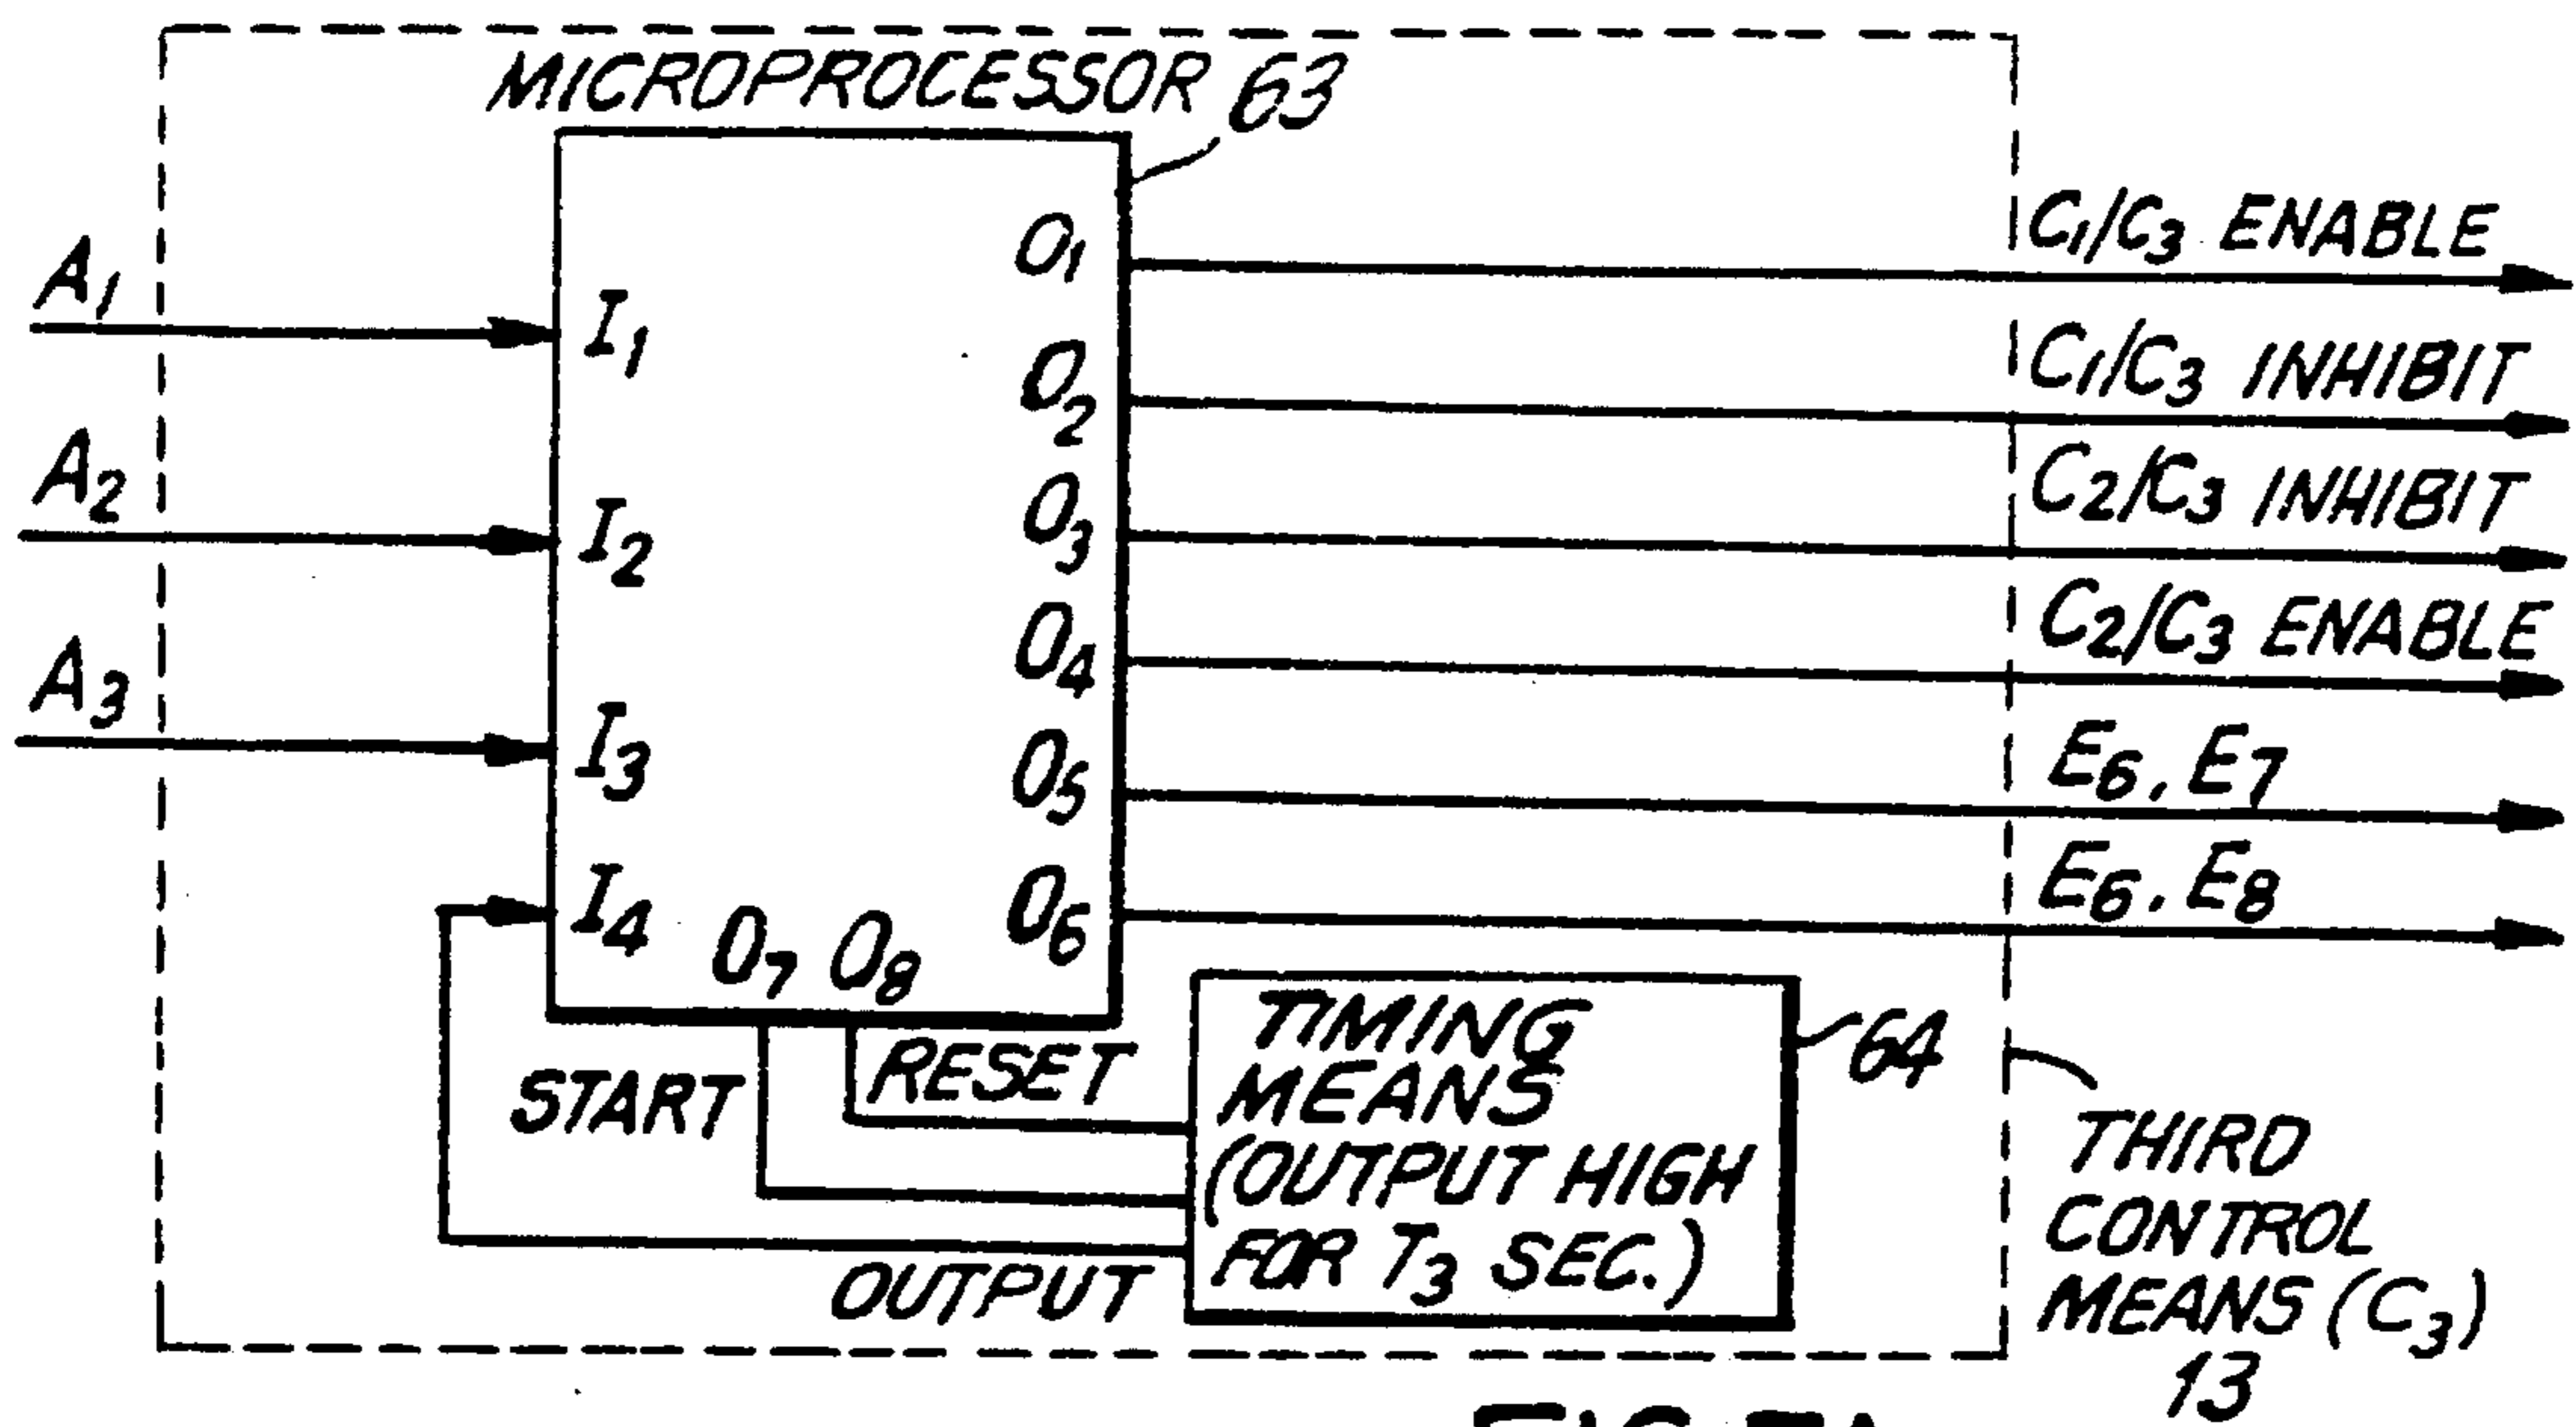 MICROPROCESSOR 63
A₁
A₂
A₃
I₁
I₂
I₃
I₄
O₁
O₂
O₃
O₄
O₅
O₆
O₇ O₈
C₁/C₃ ENABLE
C₁/C₃ INHIBIT
C₂/C₃ INHIBIT
C₂/C₃ ENABLE
E₆, E₇
E₆, E₈
START
RESET
OUTPUT
TIMING
MEANS
(OUTPUT HIGH
FOR T₃ SEC.)
64
THIRD
CONTROL
MEANS (C₃)
13